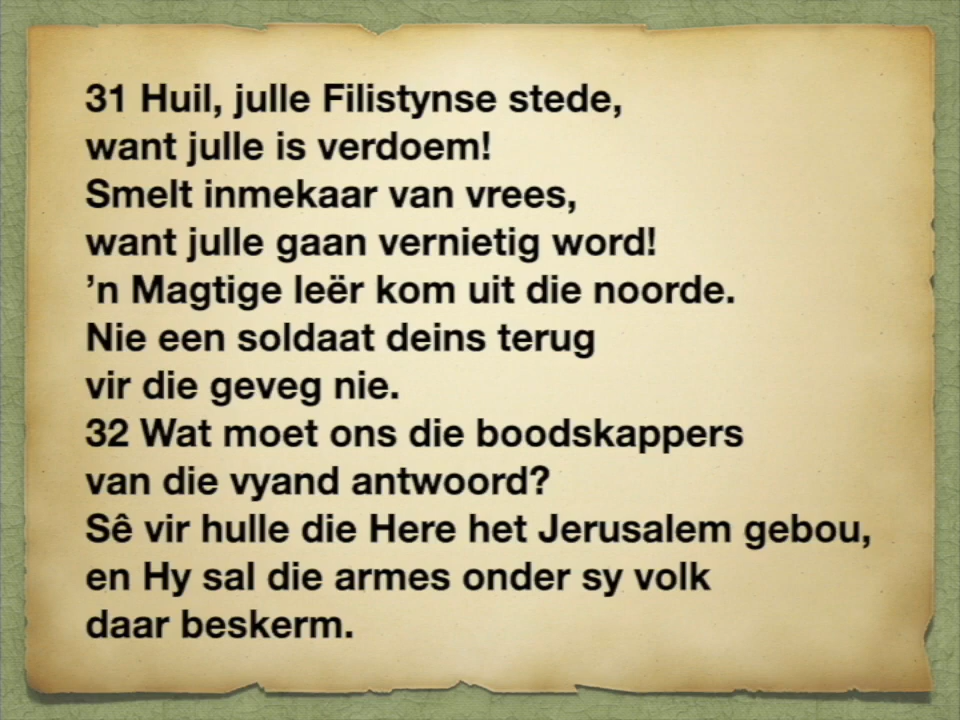 31 Huil, julle Filistynse stede,
want julle is verdoem!
Smelt inmekaar van vrees,
want julle gaan vernietig word!
’n Magtige leër kom uit die noorde.
Nie een soldaat deins terug
vir die geveg nie.
32 Wat moet ons die boodskappers
van die vyand antwoord?
Sê vir hulle die Here het Jerusalem gebou,
en Hy sal die armes onder sy volk
daar beskerm.